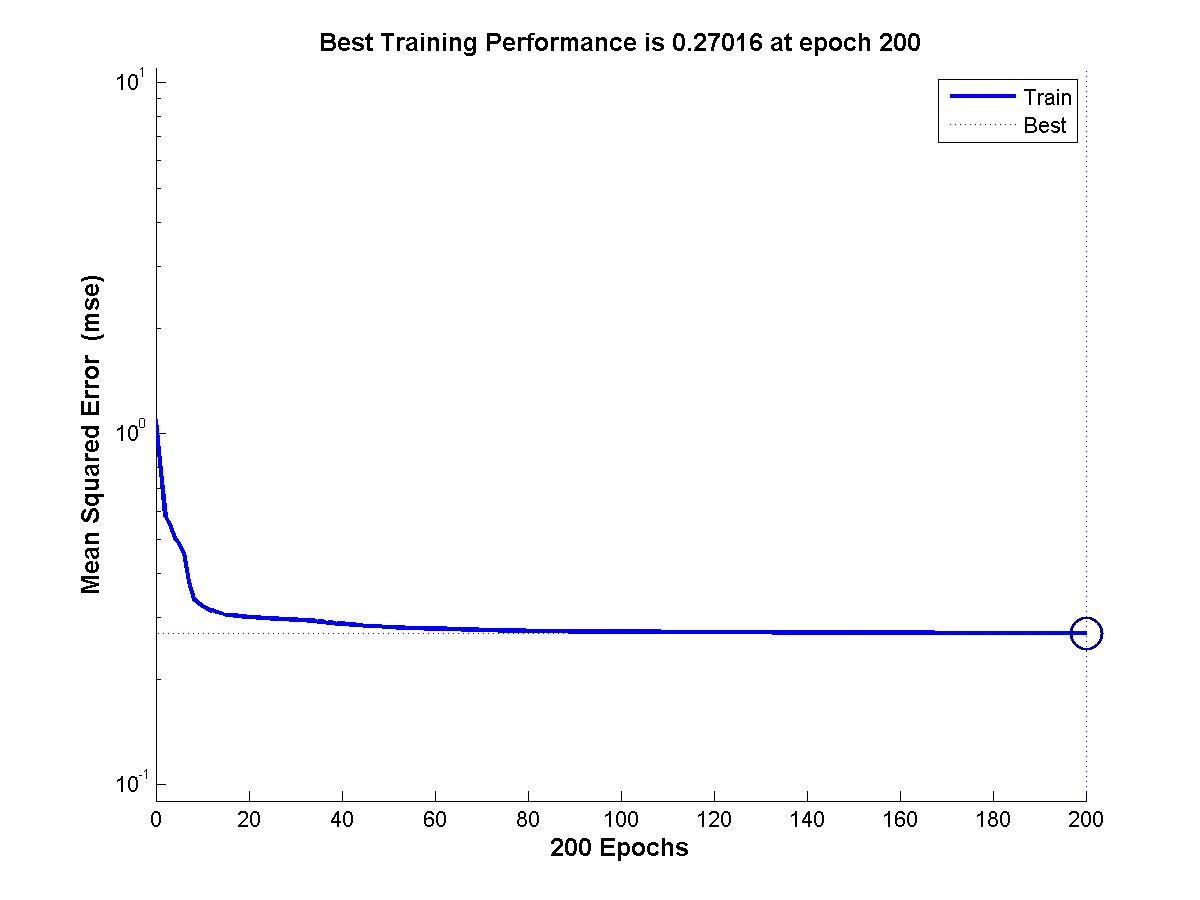 Best Training Performance is 0.27016 at epoch 200
10^1
Train
Best
Mean Squared Error (mse)
10^0
10^-1
0 20 40 60 80 100 120 140 160 180 200
200 Epochs